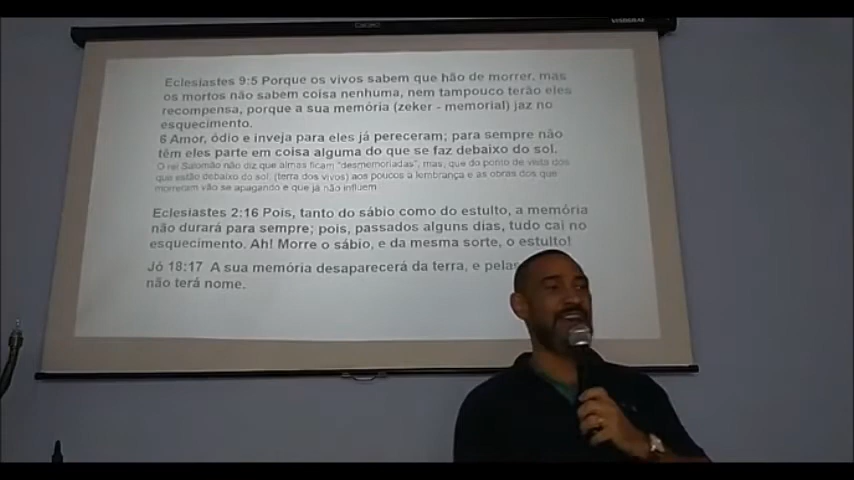 Eclesiastes 9:5 Porque os vivos sabem que hão de morrer, mas
os mortos não sabem coisa nenhuma, nem tampouco terão eles
recompensa, porque a sua memória (zeker - memorial) jaz no
esquecimento.
6 Amor, ódio e inveja para eles já pereceram; para sempre não
têm eles parte em coisa alguma do que se faz debaixo do sol.
O rei Salomão não diz que almas ficam "desmemoriadas", mas, que do ponto de vista dos
que estão debaixo do sol: (terra dos vivos) aos poucos a lembrança e as obras dos que
morreram vão se apagando e que já não influem
Eclesiastes 2:16 Pois, tanto do sábio como do estulto, a memória
não durará para sempre; pois, passados alguns dias, tudo cai no
esquecimento. Ah! Morre o sábio, e da mesma sorte, o estulto!
Jó 18:17 A sua memória desaparecerá da terra, e pelas
não terá nome.